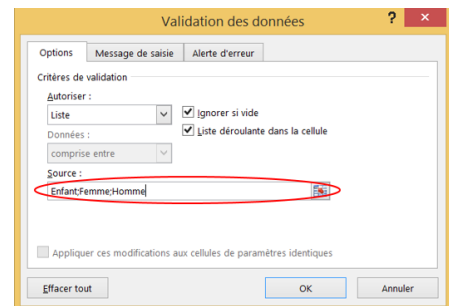 Validation des données ? ×
Options Message de saisie Alerte d'erreur
Critères de validation
Autoriser :
Liste Ignorer si vide
Données : Liste déroulante dans la cellule
comprise entre
Source :
Enfant;Femme;Homme
Appliquer ces modifications aux cellules de paramètres identiques
Effacer tout OK Annuler